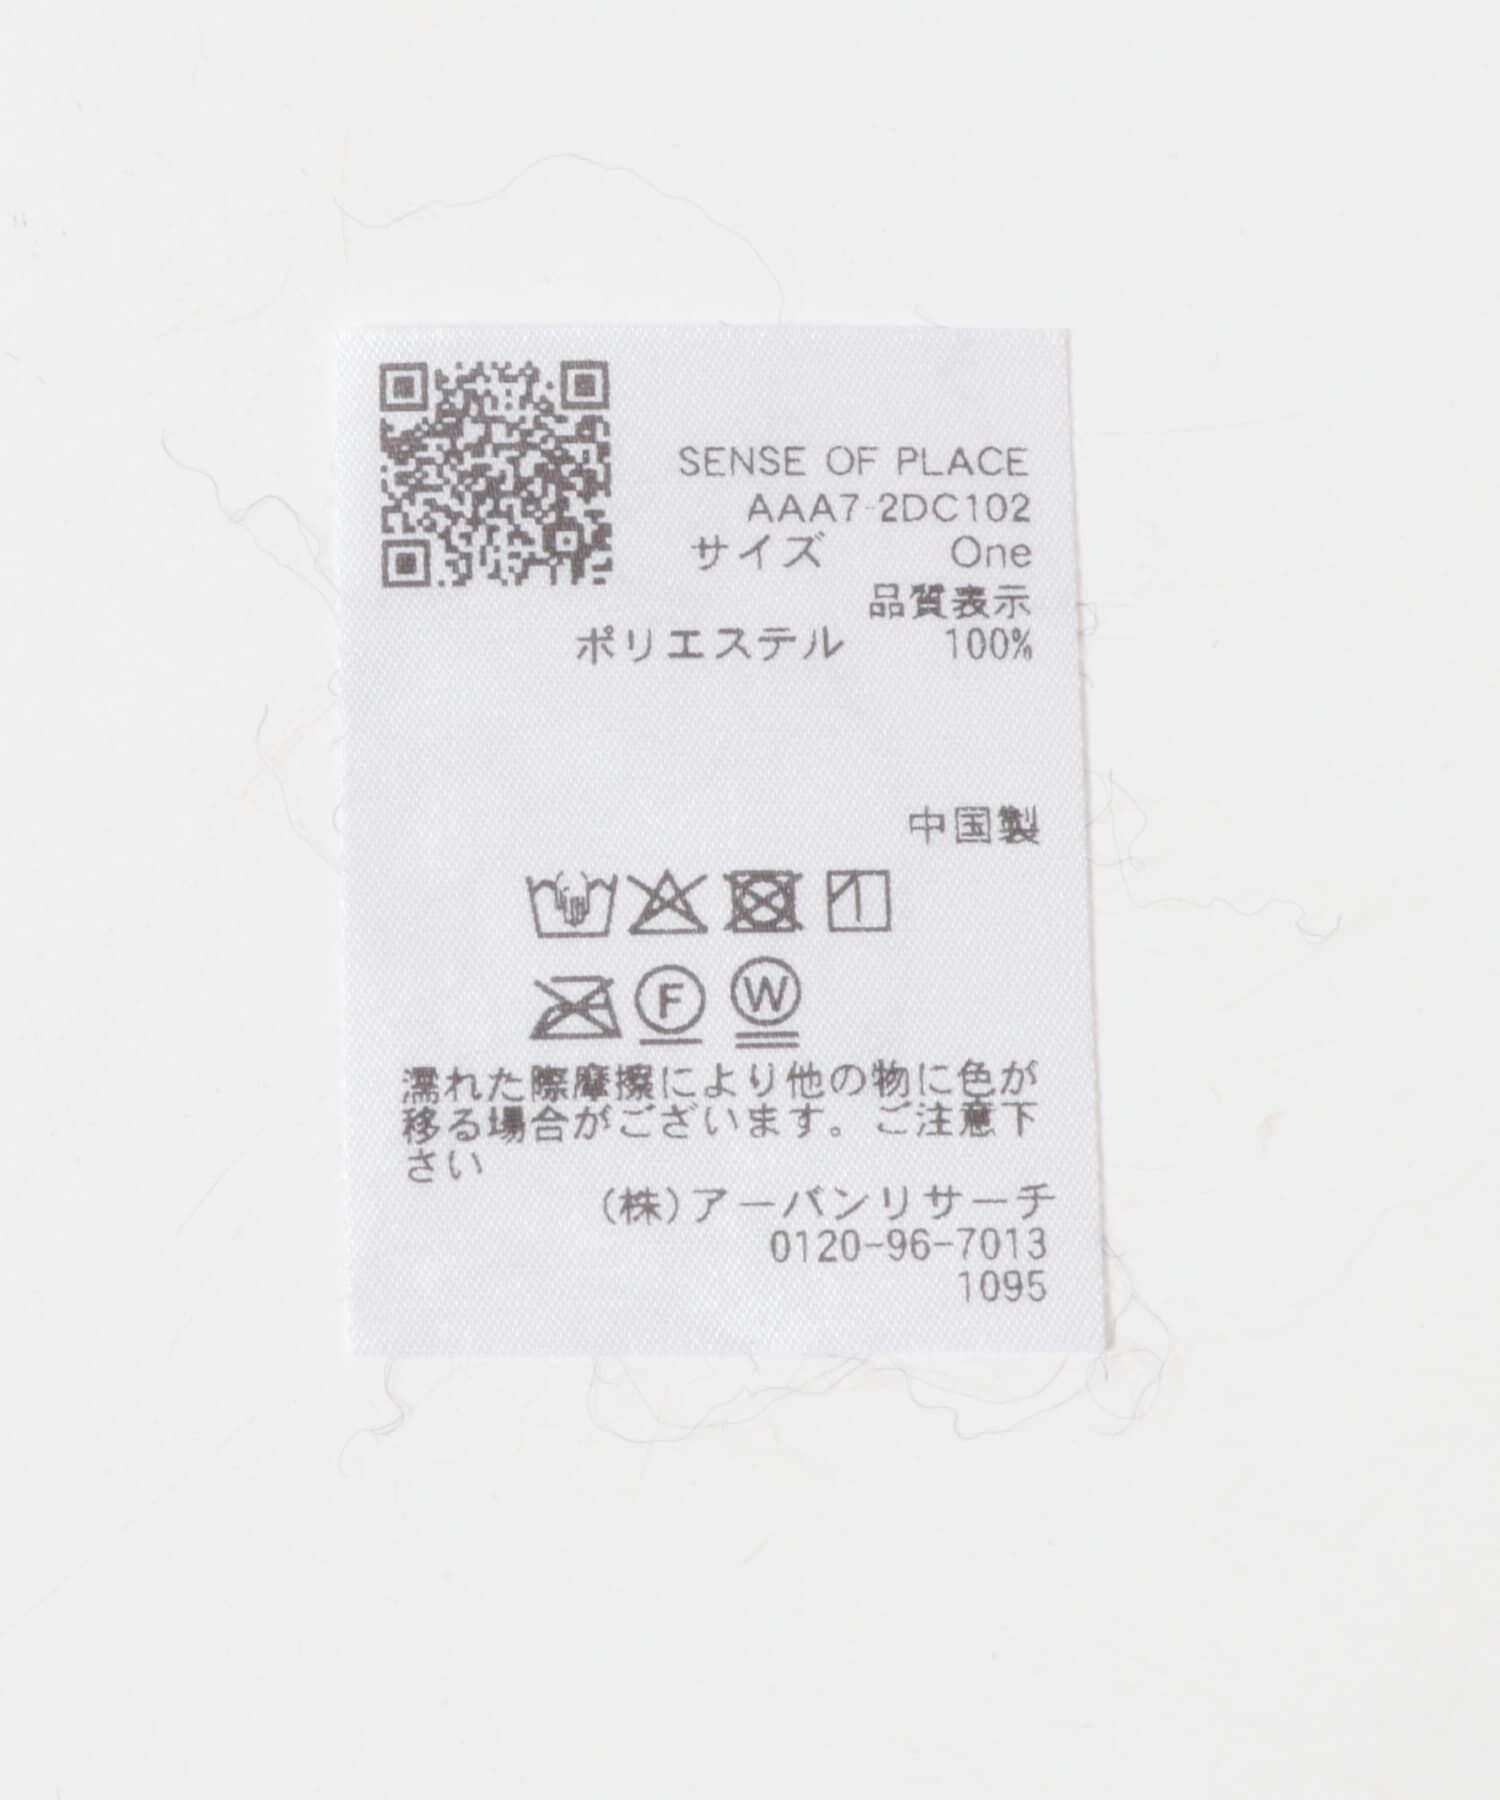 SENSE OF PLACE
AAA7-2DC102
サイズ One
品質表示
ポリエステル 100%
中国製
F W
濡れた際摩擦により他の物に色が
移る場合がございます。ご注意下
さい
(株)アーバンリサーチ
0120-96-7013
1095